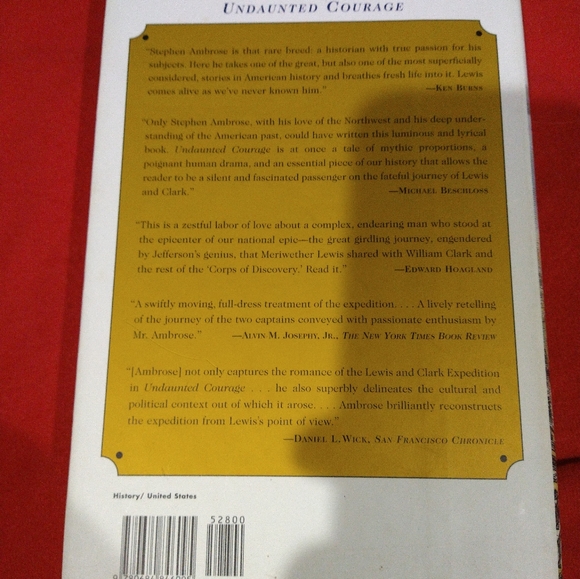 UNDAUNTED COURAGE
"Stephen Ambrose is that rare breed: a historian with true passion for his
subjects. Here he takes one of the great, but also one of the most superficially
considered, stories in American history and breathes fresh life into it. Lewis
comes alive as we've never known him." —KEN BURNS
"Only Stephen Ambrose, with his love of the Northwest and his deep under-
standing of the American past, could have written this luminous and lyrical
book. Undaunted Courage is at once a tale of mythic proportions, a
poignant human drama, and an essential piece of our history that allows the
reader to be a silent and fascinated passenger on the fateful journey of Lewis
and Clark." —MICHAEL BESCHLOSS
"This is a zestful labor of love about a complex, endearing man who stood at
the epicenter of our national epic—the great girdling journey, engendered
by Jefferson's genius, that Meriwether Lewis shared with William Clark and
the rest of the 'Corps of Discovery.' Read it." —EDWARD HOAGLAND
"A swiftly moving, full-dress treatment of the expedition. . . . A lively retelling
of the journey of the two captains conveyed with passionate enthusiasm by
Mr. Ambrose." —ALVIN M. JOSEPHY, JR., THE NEW YORK TIMES BOOK REVIEW
"[Ambrose] not only captures the romance of the Lewis and Clark Expedition
in Undaunted Courage . . . he also superbly delineates the cultural and
political context out of which it arose. . . . Ambrose brilliantly reconstructs
the expedition from Lewis's point of view."
—DANIEL L. WICK, SAN FRANCISCO CHRONICLE
History/ United States
52800